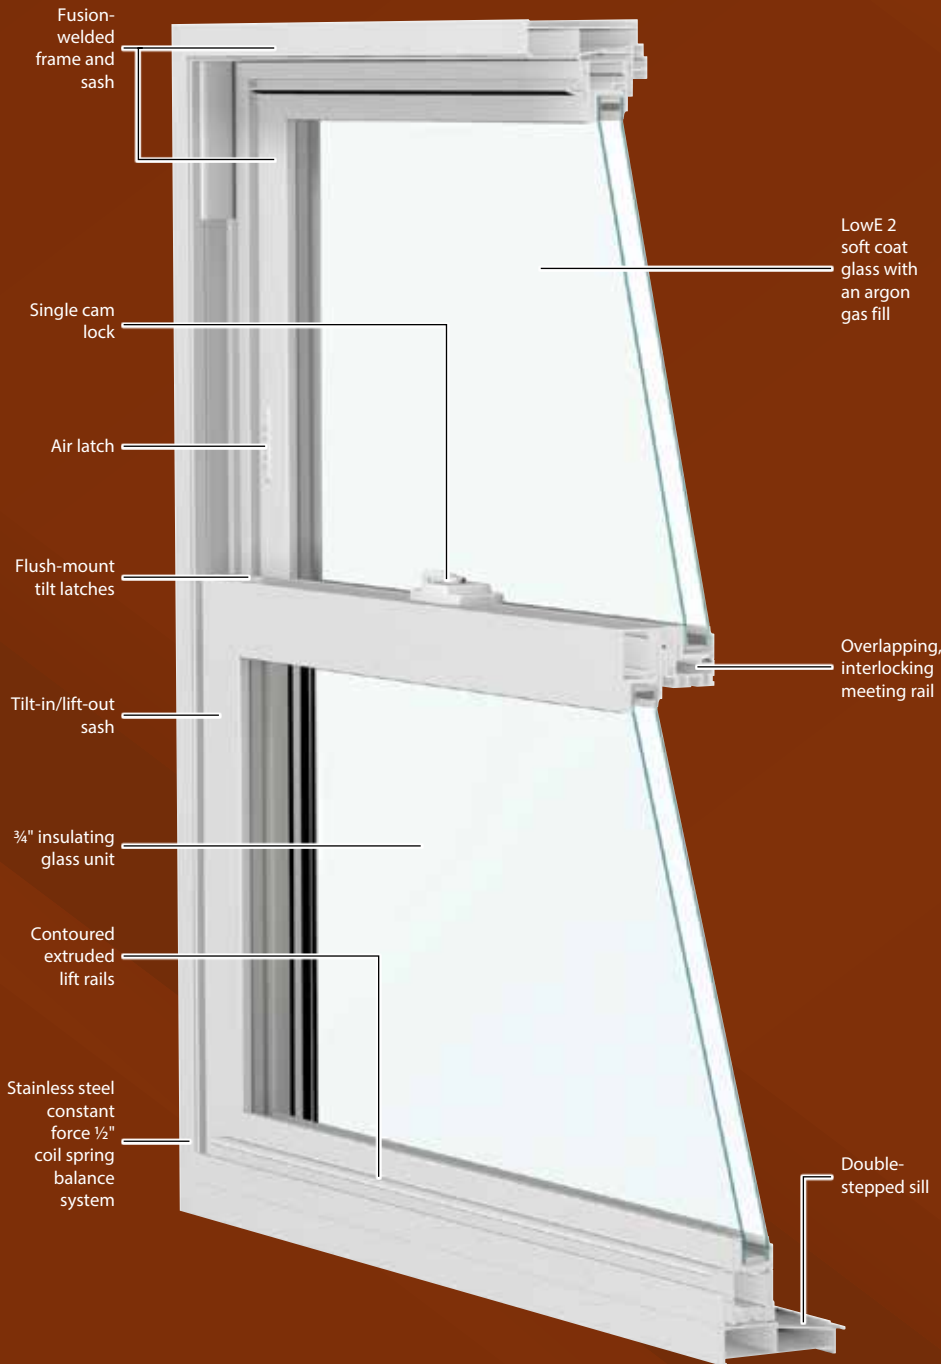 Fusion-
welded
frame and
sash
LowE 2
soft coat
glass with
an argon
gas fill
Single cam
lock
Air latch
Flush-mount
tilt latches
Overlapping,
interlocking
meeting rail
Tilt-in/lift-out
sash
¾" insulating
glass unit
Contoured
extruded
lift rails
Stainless steel
constant
force ½"
coil spring
balance
system
Double-
stepped sill